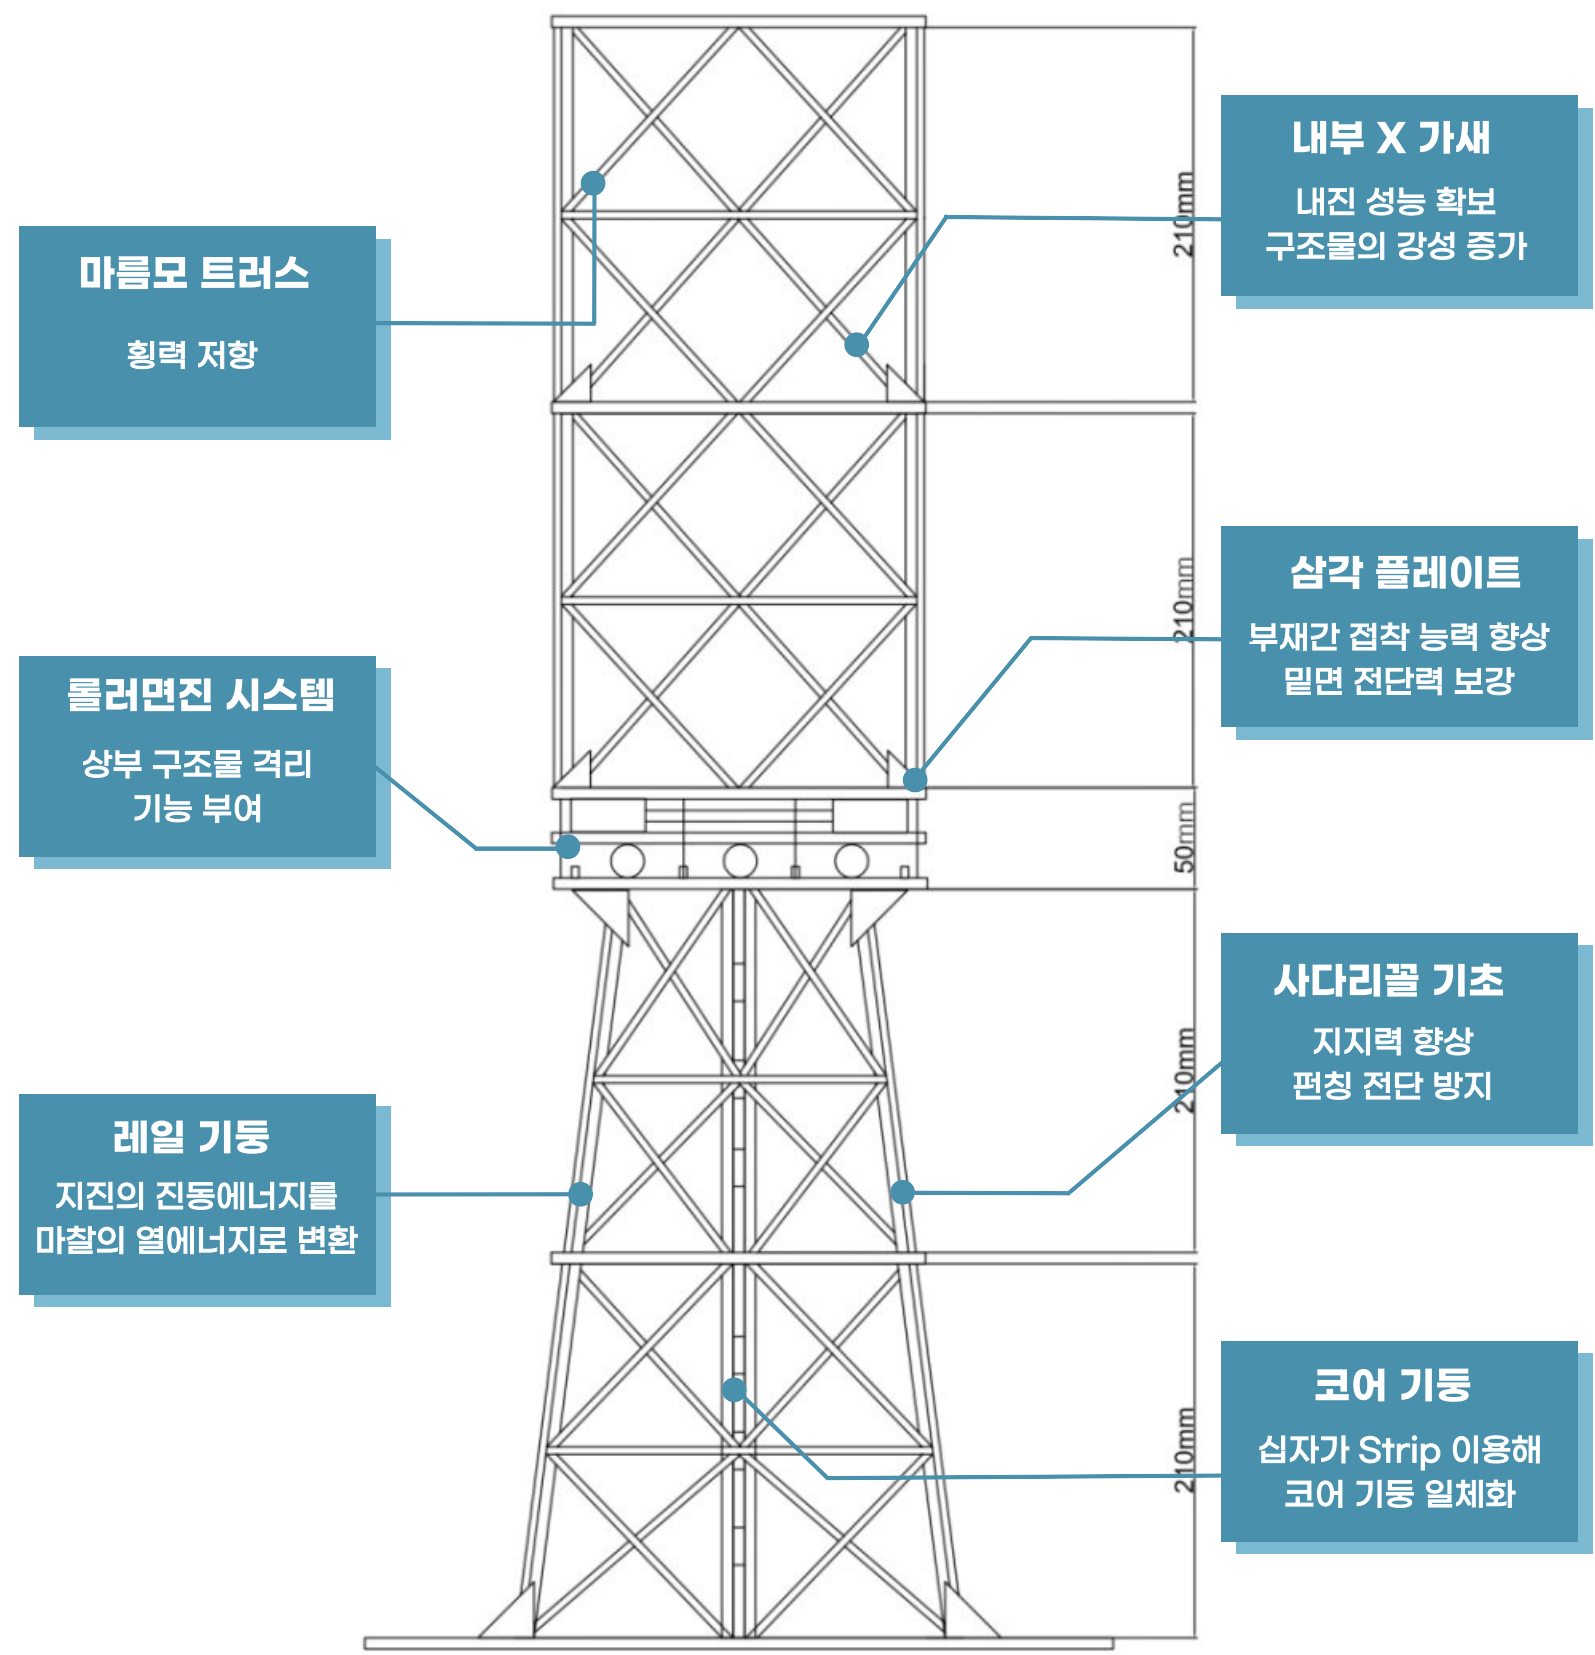 내부 X 가새
내진 성능 확보
구조물의 강성 증가
210mm
마름모 트러스
횡력 저항
삼각 플레이트
부재간 접착 능력 향상
밑면 전단력 보강
210mm
롤러면진 시스템
상부 구조물 격리
기능 부여
50mm
사다리꼴 기초
지지력 향상
펀칭 전단 방지
210mm
레일 기둥
지진의 진동에너지를
마찰의 열에너지로 변환
코어 기둥
십자가 Strip 이용해
코어 기둥 일체화
210mm